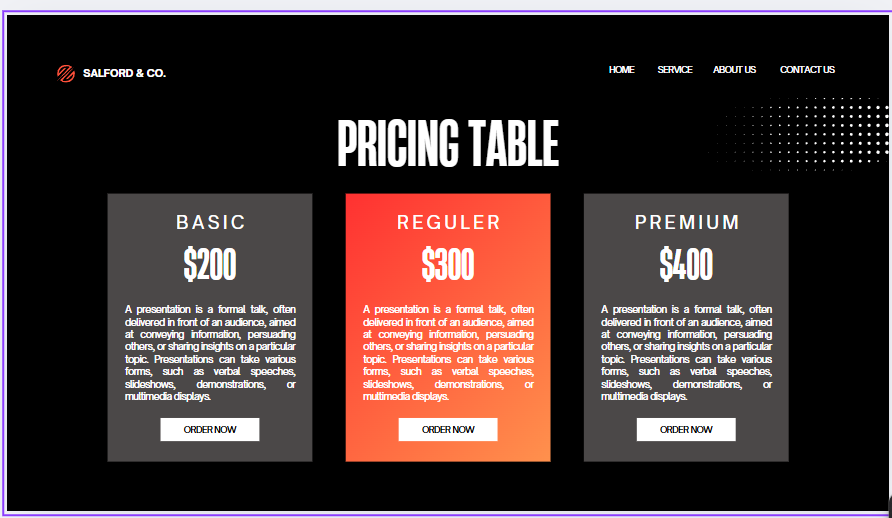 SALFORD & CO.
HOME SERVICE ABOUT US CONTACT US
PRICING TABLE
BASIC
$200
A presentation is a formal talk, often
delivered in front of an audience, aimed
at conveying information, persuading
others, or sharing insights on a particular
topic. Presentations can take various
forms, such as verbal speeches,
slideshows, demonstrations, or
multimedia displays.
ORDER NOW
REGULER
$300
A presentation is a formal talk, often
delivered in front of an audience, aimed
at conveying information, persuading
others, or sharing insights on a particular
topic. Presentations can take various
forms, such as verbal speeches,
slideshows, demonstrations, or
multimedia displays.
ORDER NOW
PREMIUM
$400
A presentation is a formal talk, often
delivered in front of an audience, aimed
at conveying information, persuading
others, or sharing insights on a particular
topic. Presentations can take various
forms, such as verbal speeches,
slideshows, demonstrations, or
multimedia displays.
ORDER NOW